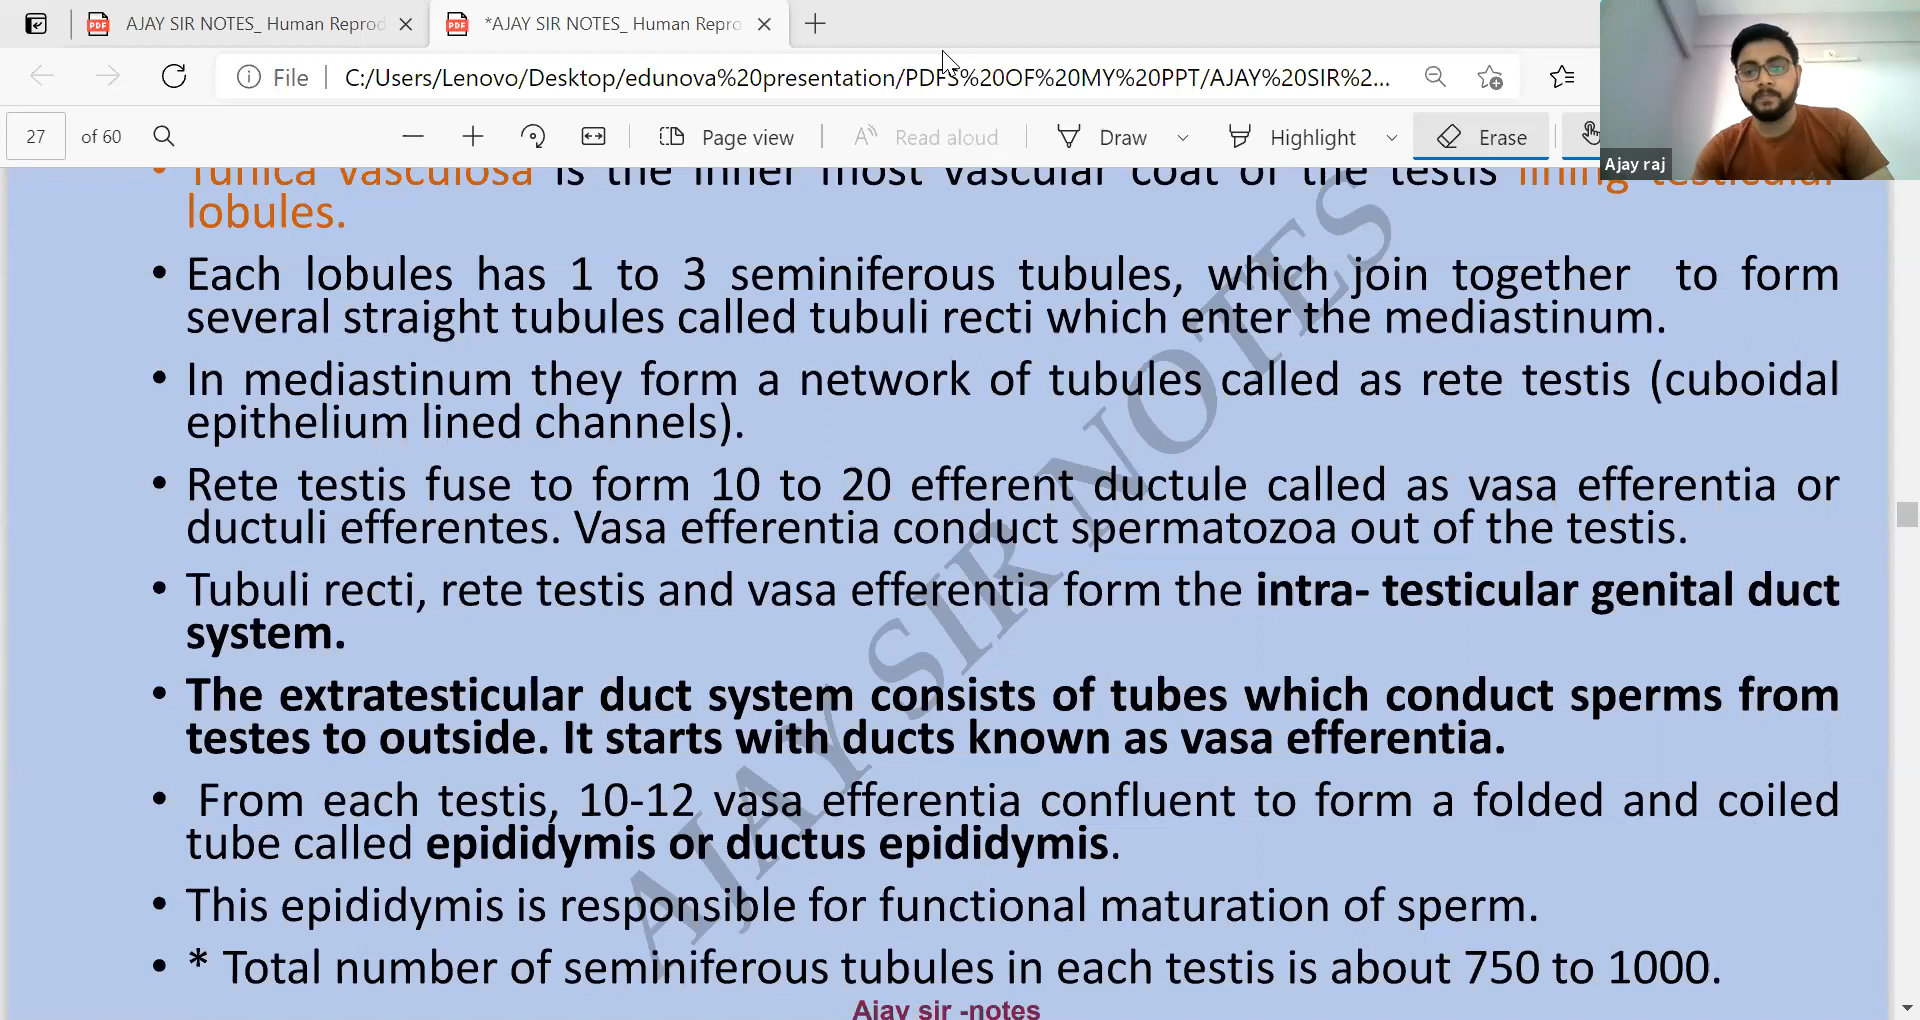 AJAY SIR NOTES_ Human Reprod
*AJAY SIR NOTES_ Human Repro
File
C:/Users/Lenovo/Desktop/edunova%20presentation/PDFS%20OF%20MY%20PPT/AJAY%20SIR%2...
27 of 60
Page view
Read aloud
Draw
Highlight
Erase
Ajay raj
• Tunica vasculosa is the inner most vascular coat of the testis lining testicular
lobules.
• Each lobules has 1 to 3 seminiferous tubules, which join together to form
several straight tubules called tubuli recti which enter the mediastinum.
• In mediastinum they form a network of tubules called as rete testis (cuboidal
epithelium lined channels).
• Rete testis fuse to form 10 to 20 efferent ductule called as vasa efferentia or
ductuli efferentes. Vasa efferentia conduct spermatozoa out of the testis.
• Tubuli recti, rete testis and vasa efferentia form the intra- testicular genital duct
system.
• The extratesticular duct system consists of tubes which conduct sperms from
testes to outside. It starts with ducts known as vasa efferentia.
• From each testis, 10-12 vasa efferentia confluent to form a folded and coiled
tube called epididymis or ductus epididymis.
• This epididymis is responsible for functional maturation of sperm.
• * Total number of seminiferous tubules in each testis is about 750 to 1000.
AJAY SIR NOTES
Ajay sir -notes